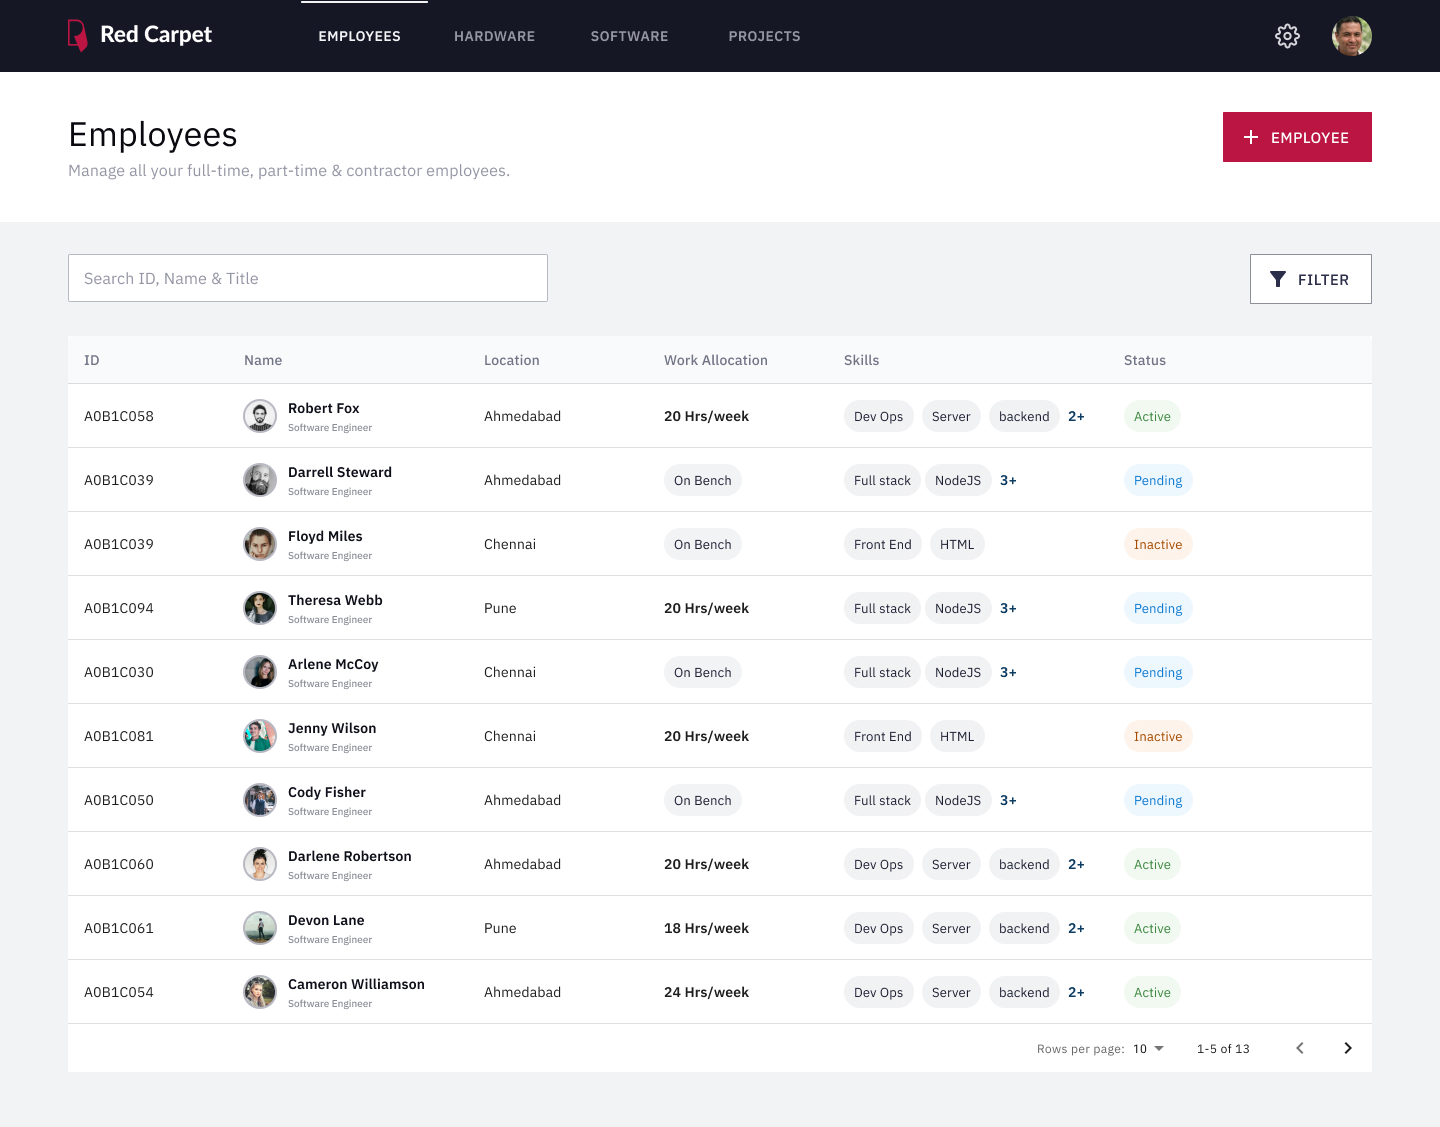 Red Carpet
EMPLOYEES HARDWARE SOFTWARE PROJECTS
Employees
Manage all your full-time, part-time & contractor employees.
EMPLOYEE
Search ID, Name & Title
FILTER
ID Name Location Work Allocation Skills Status
A0B1C058 Robert Fox Software Engineer Ahmedabad 20 Hrs/week Dev Ops Server backend 2+ Active
A0B1C039 Darrell Steward Software Engineer Ahmedabad On Bench Full stack NodeJS 3+ Pending
A0B1C039 Floyd Miles Software Engineer Chennai On Bench Front End HTML Inactive
A0B1C094 Theresa Webb Software Engineer Pune 20 Hrs/week Full stack NodeJS 3+ Pending
A0B1C030 Arlene McCoy Software Engineer Chennai On Bench Full stack NodeJS 3+ Pending
A0B1C081 Jenny Wilson Software Engineer Chennai 20 Hrs/week Front End HTML Inactive
A0B1C050 Cody Fisher Software Engineer Ahmedabad On Bench Full stack NodeJS 3+ Pending
A0B1C060 Darlene Robertson Software Engineer Ahmedabad 20 Hrs/week Dev Ops Server backend 2+ Active
A0B1C061 Devon Lane Software Engineer Pune 18 Hrs/week Dev Ops Server backend 2+ Active
A0B1C054 Cameron Williamson Software Engineer Ahmedabad 24 Hrs/week Dev Ops Server backend 2+ Active
Rows per page: 10 1-5 of 13